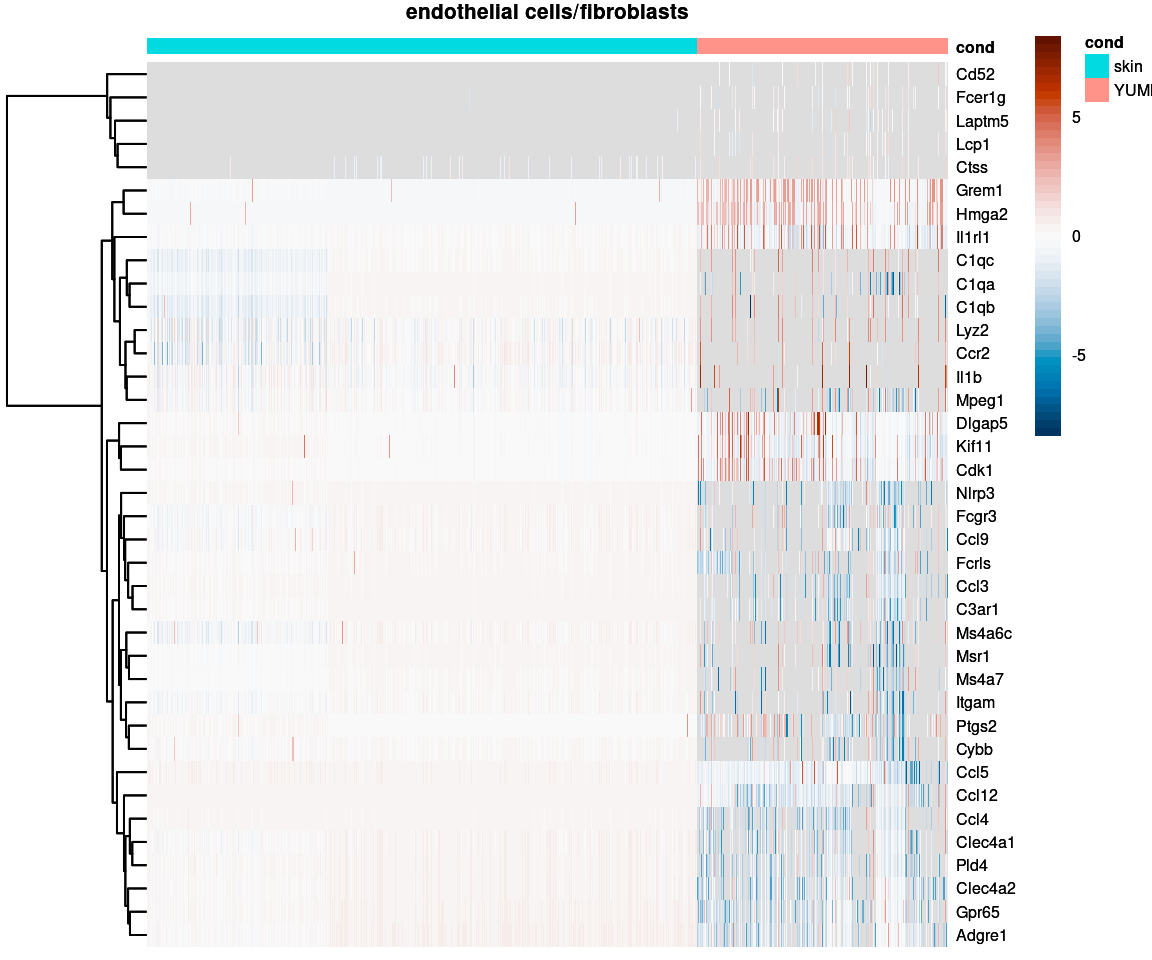 endothelial cells/fibroblasts
cond
cond
skin
YUM
5
0
-5
Cd52
Fcer1g
Laptm5
Lcp1
Ctss
Grem1
Hmga2
Il1rl1
C1qc
C1qa
C1qb
Lyz2
Ccr2
Il1b
Mpeg1
Dlgap5
Kif11
Cdk1
Nlrp3
Fcgr3
Ccl9
Fcrls
Ccl3
C3ar1
Ms4a6c
Msr1
Ms4a7
Itgam
Ptgs2
Cybb
Ccl5
Ccl12
Ccl4
Clec4a1
Pld4
Clec4a2
Gpr65
Adgre1